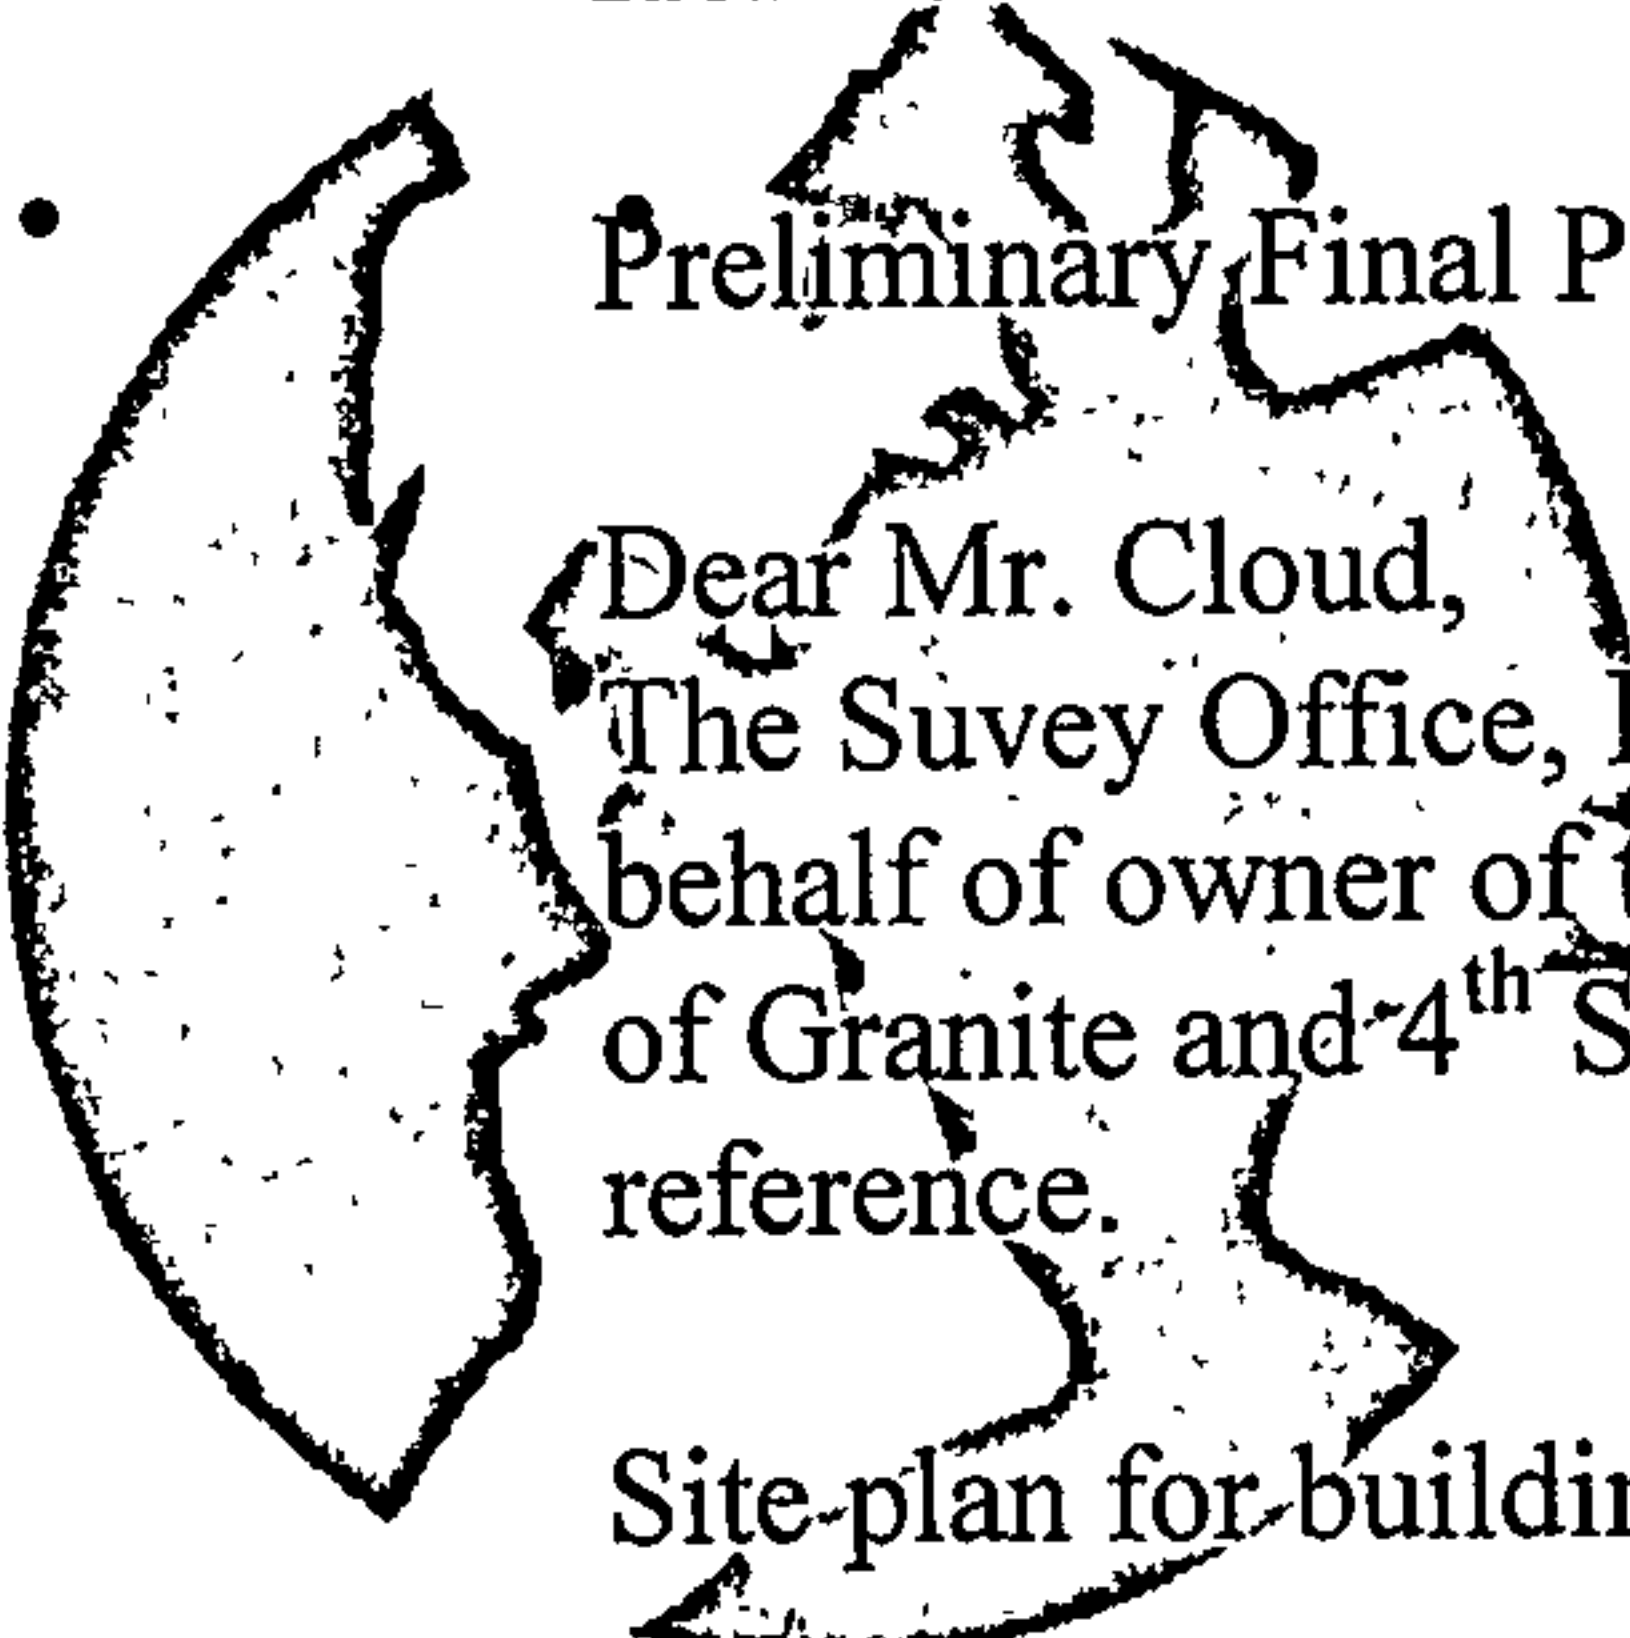 Preliminary Final P
Dear Mr. Cloud,
The Suvey Office,
behalf of owner of
of Granite and 4th S
reference.
Site plan for buildin